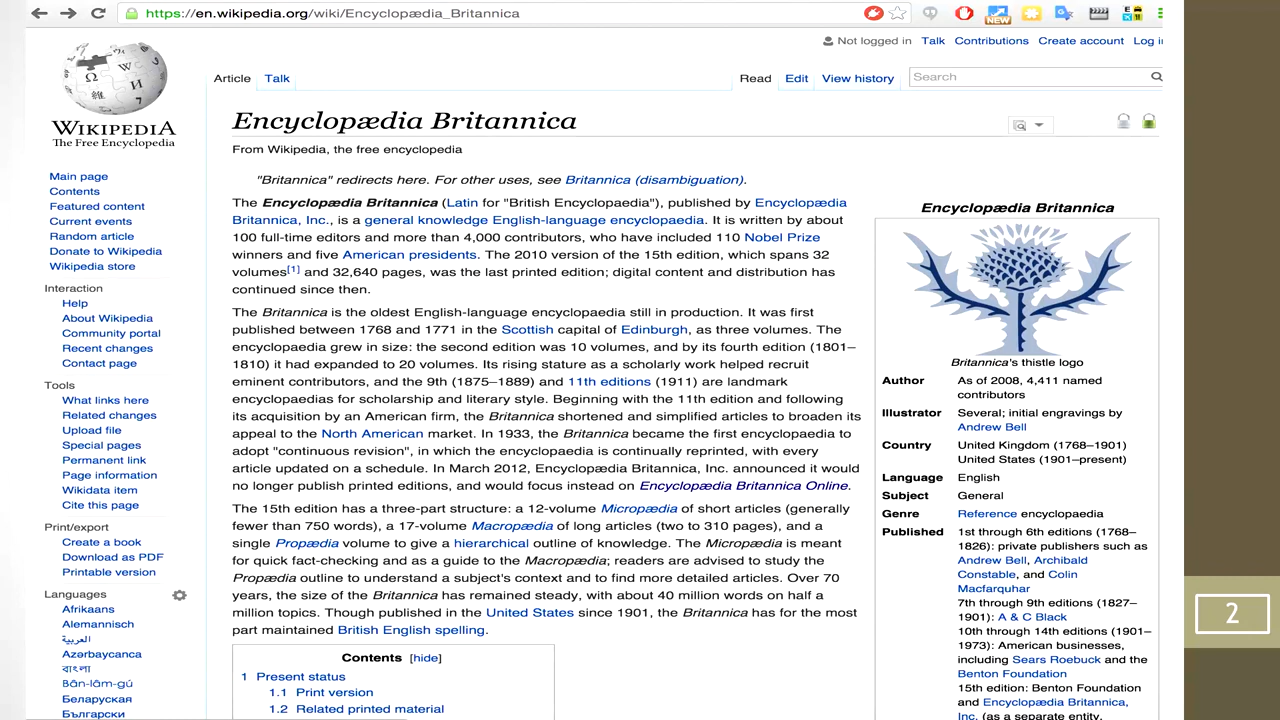 https://en.wikipedia.org/wiki/Encyclopædia_Britannica
NEW
Not logged in Talk Contributions Create account Log in
Article Talk
Read Edit View history
Search
WIKIPEDIA
The Free Encyclopedia
Main page
Contents
Featured content
Current events
Random article
Donate to Wikipedia
Wikipedia store
Interaction
Help
About Wikipedia
Community portal
Recent changes
Contact page
Tools
What links here
Related changes
Upload file
Special pages
Permanent link
Page information
Wikidata item
Cite this page
Print/export
Create a book
Download as PDF
Printable version
Languages
Afrikaans
Alemannisch
العربية
Azərbaycanca
বাংলা
Bân-lâm-gú
Беларуская
Български
Encyclopædia Britannica
From Wikipedia, the free encyclopedia
"Britannica" redirects here. For other uses, see Britannica (disambiguation).
The Encyclopædia Britannica (Latin for "British Encyclopaedia"), published by Encyclopædia
Britannica, Inc., is a general knowledge English-language encyclopaedia. It is written by about
100 full-time editors and more than 4,000 contributors, who have included 110 Nobel Prize
winners and five American presidents. The 2010 version of the 15th edition, which spans 32
volumes[1] and 32,640 pages, was the last printed edition; digital content and distribution has
continued since then.
The Britannica is the oldest English-language encyclopaedia still in production. It was first
published between 1768 and 1771 in the Scottish capital of Edinburgh, as three volumes. The
encyclopaedia grew in size: the second edition was 10 volumes, and by its fourth edition (1801–
1810) it had expanded to 20 volumes. Its rising stature as a scholarly work helped recruit
eminent contributors, and the 9th (1875–1889) and 11th editions (1911) are landmark
encyclopaedias for scholarship and literary style. Beginning with the 11th edition and following
its acquisition by an American firm, the Britannica shortened and simplified articles to broaden its
appeal to the North American market. In 1933, the Britannica became the first encyclopaedia to
adopt "continuous revision", in which the encyclopaedia is continually reprinted, with every
article updated on a schedule. In March 2012, Encyclopædia Britannica, Inc. announced it would
no longer publish printed editions, and would focus instead on Encyclopædia Britannica Online.
The 15th edition has a three-part structure: a 12-volume Micropædia of short articles (generally
fewer than 750 words), a 17-volume Macropædia of long articles (two to 310 pages), and a
single Propædia volume to give a hierarchical outline of knowledge. The Micropædia is meant
for quick fact-checking and as a guide to the Macropædia; readers are advised to study the
Propædia outline to understand a subject's context and to find more detailed articles. Over 70
years, the size of the Britannica has remained steady, with about 40 million words on half a
million topics. Though published in the United States since 1901, the Britannica has for the most
part maintained British English spelling.
Contents [hide]
1 Present status
1.1 Print version
1.2 Related printed material
Encyclopædia Britannica
Britannica's thistle logo
Author As of 2008, 4,411 named
contributors
Illustrator Several; initial engravings by
Andrew Bell
Country United Kingdom (1768–1901)
United States (1901–present)
Language English
Subject General
Genre Reference encyclopaedia
Published 1st through 6th editions (1768–
1826): private publishers such as
Andrew Bell, Archibald
Constable, and Colin
Macfarquhar
7th through 9th editions (1827–
1901): A & C Black
10th through 14th editions (1901–
1973): American businesses,
including Sears Roebuck and the
Benton Foundation
15th edition: Benton Foundation
and Encyclopædia Britannica,
Inc. (as a separate entity,
2